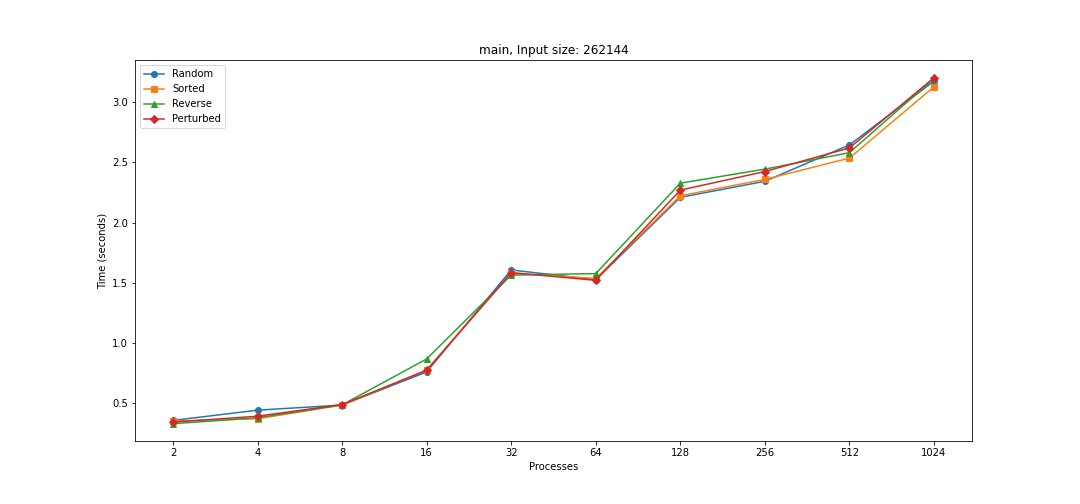 main, Input size: 262144
Random
Sorted
Reverse
Perturbed
Time (seconds)
3.0
2.5
2.0
1.5
1.0
0.5
2 4 8 16 32 64 128 256 512 1024
Processes